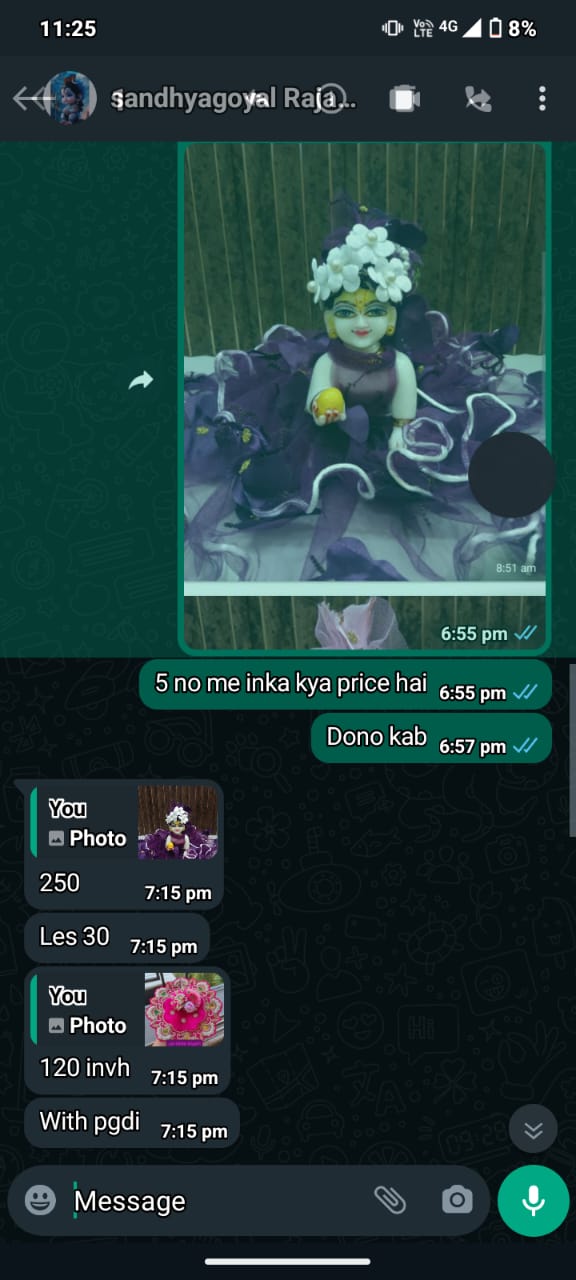 11:25
Vo LTE 4G 8%
sandhyagoyal Raja...
8:51 am
6:55 pm
5 no me inka kya price hai 6:55 pm
Dono kab 6:57 pm
You
Photo
250 7:15 pm
Les 30 7:15 pm
You
Photo
120 invh 7:15 pm
With pgdi 7:15 pm
Message